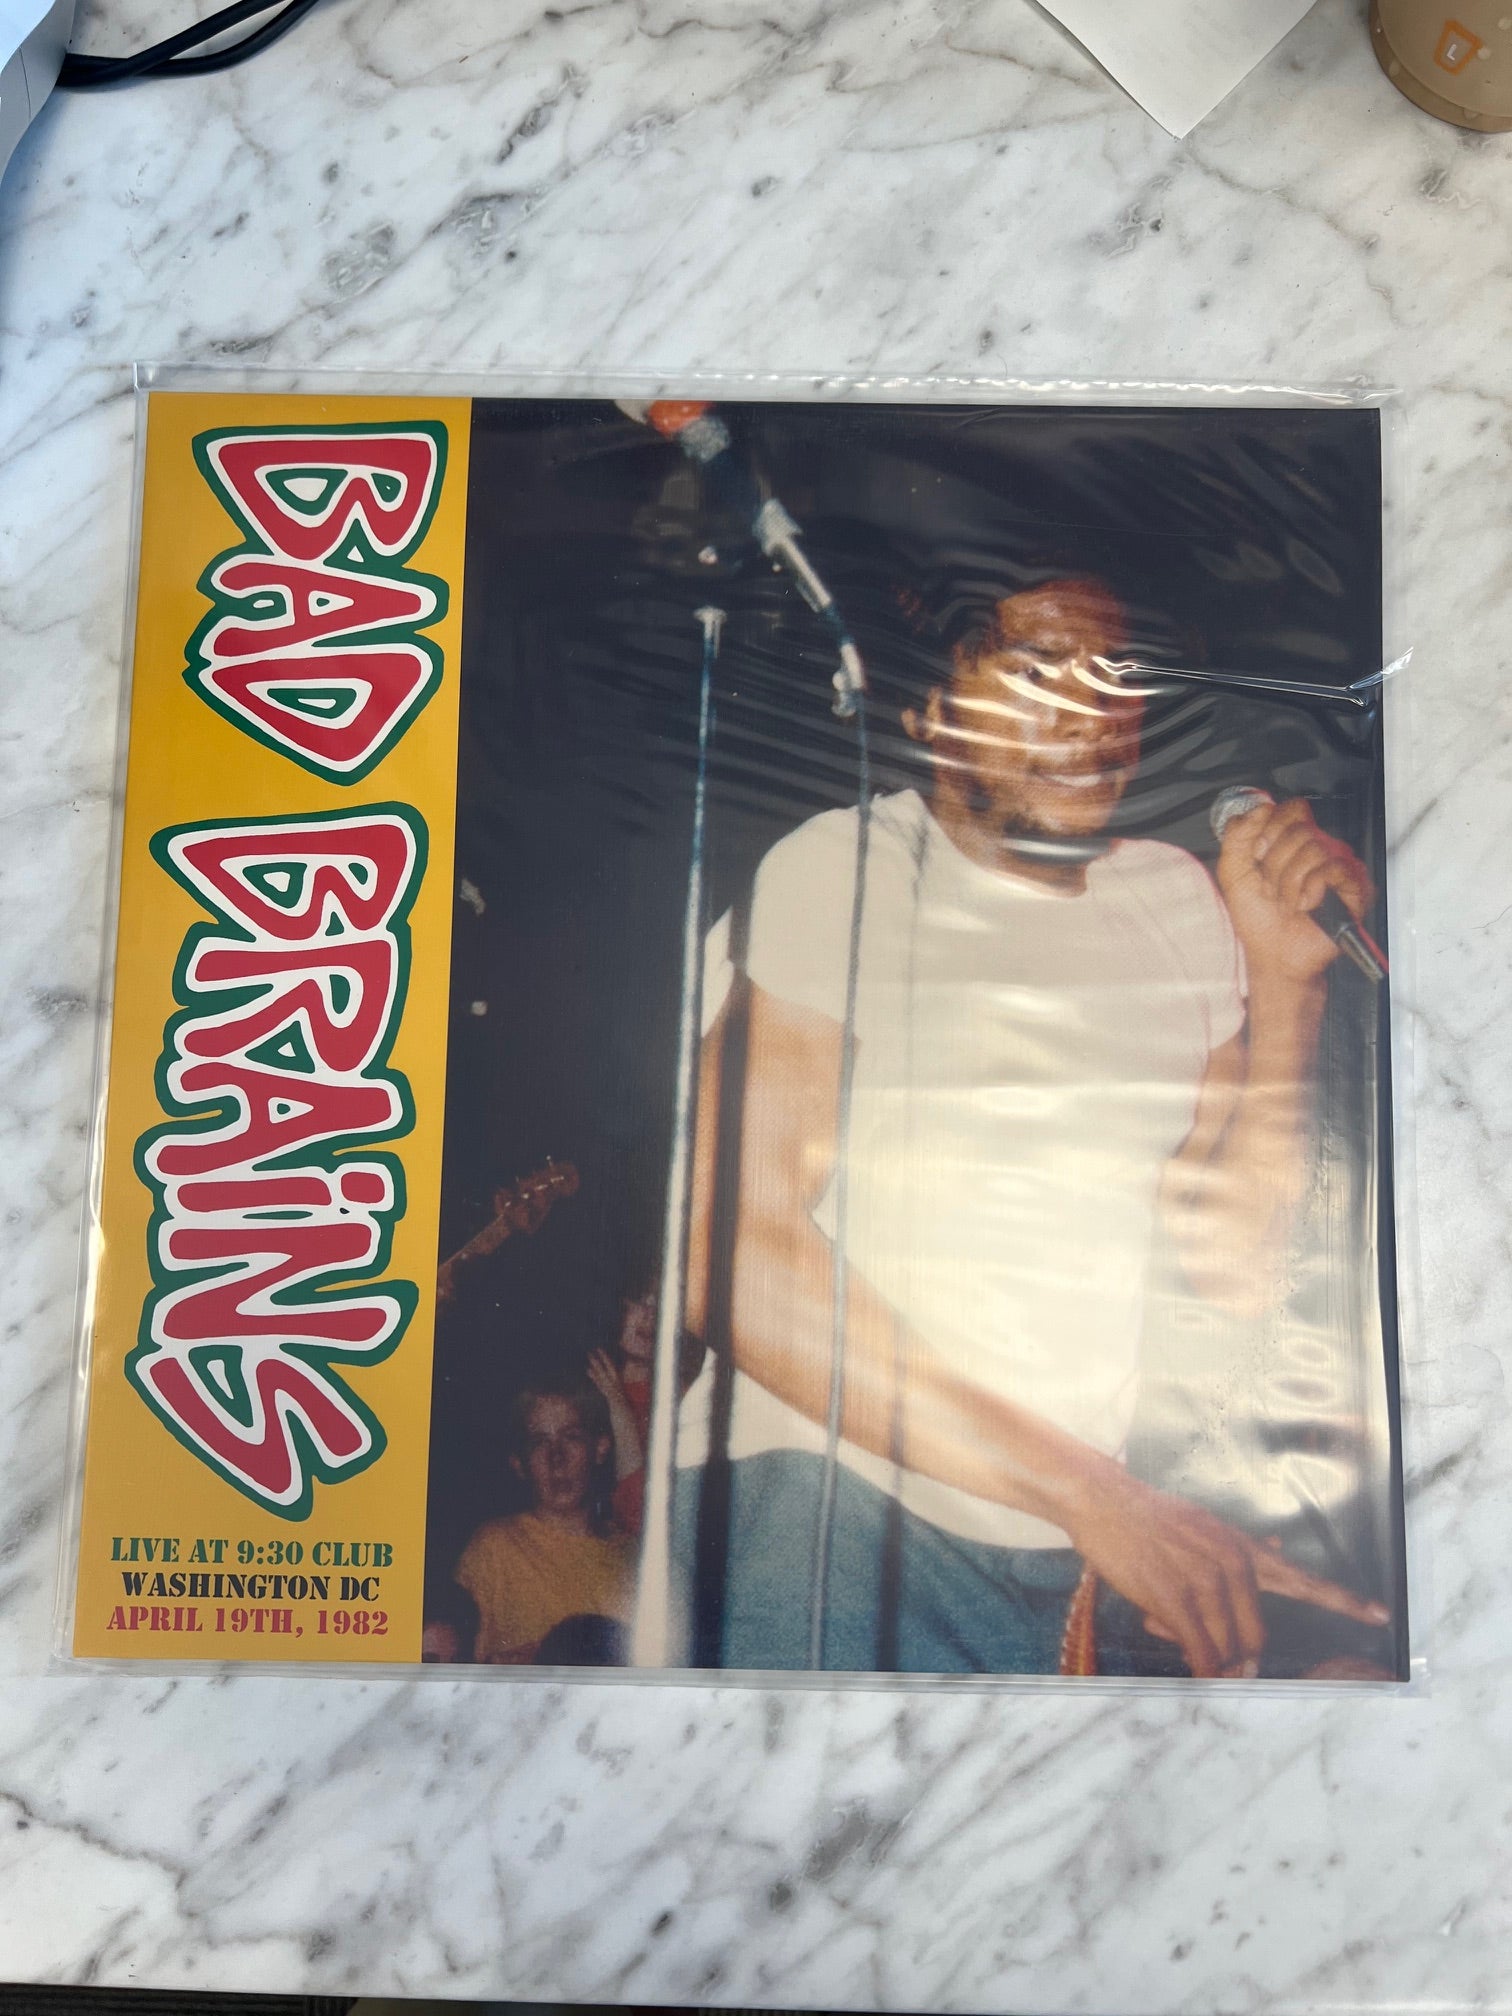 BAD BRAiNS
LIVE AT 9:30 CLUB
WASHINGTON DC
APRIL 19TH, 1982